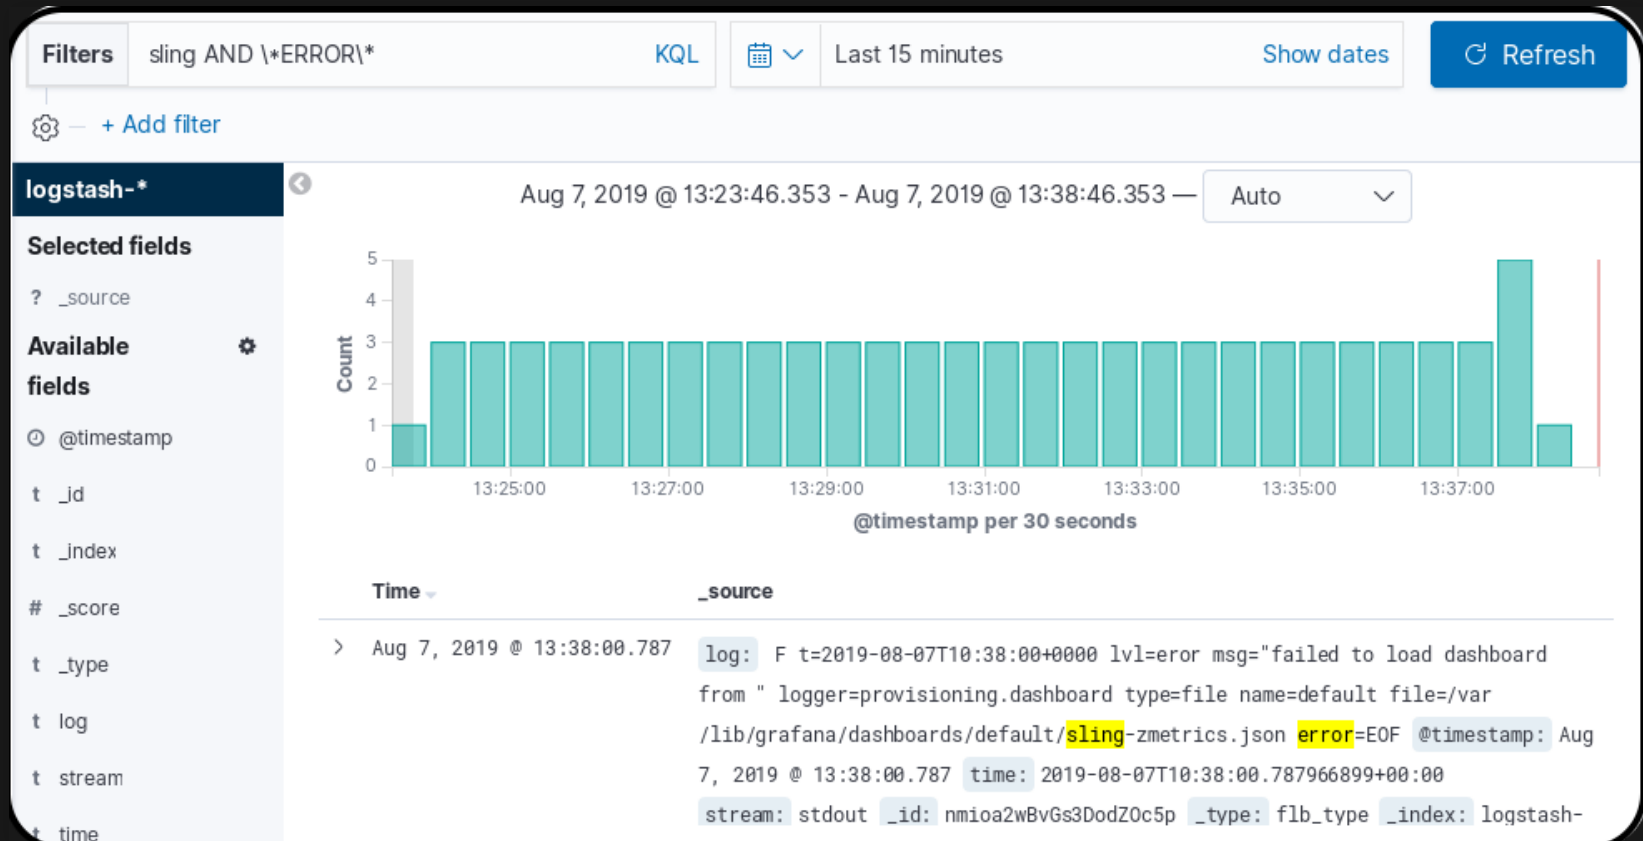 Filters sling AND \*ERROR\* KQL Last 15 minutes Show dates Refresh
+ Add filter
logstash-*
Selected fields
? _source
Available fields
@timestamp
t _id
t _index
# _score
t _type
t log
t stream
t time
Aug 7, 2019 @ 13:23:46.353 - Aug 7, 2019 @ 13:38:46.353 — Auto
Count
5
4
3
2
1
0
13:25:00 13:27:00 13:29:00 13:31:00 13:33:00 13:35:00 13:37:00
@timestamp per 30 seconds
Time _source
Aug 7, 2019 @ 13:38:00.787 log: F t=2019-08-07T10:38:00+0000 lvl=eror msg="failed to load dashboard
from " logger=provisioning.dashboard type=file name=default file=/var
/lib/grafana/dashboards/default/sling-zmetrics.json error=EOF @timestamp: Aug
7, 2019 @ 13:38:00.787 time: 2019-08-07T10:38:00.787966899+00:00
stream: stdout _id: nmioa2wBvGs3DodZOc5p _type: flb_type _index: logstash-